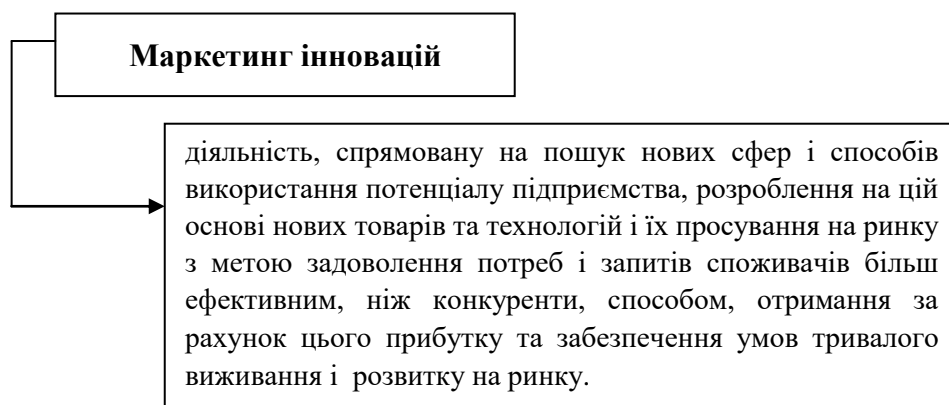 Маркетинг інновацій
діяльність, спрямовану на пошук нових сфер і способів
використання потенціалу підприємства, розроблення на цій
основі нових товарів та технологій і їх просування на ринку
з метою задоволення потреб і запитів споживачів більш
ефективним, ніж конкуренти, способом, отримання за
рахунок цього прибутку та забезпечення умов тривалого
виживання і розвитку на ринку.